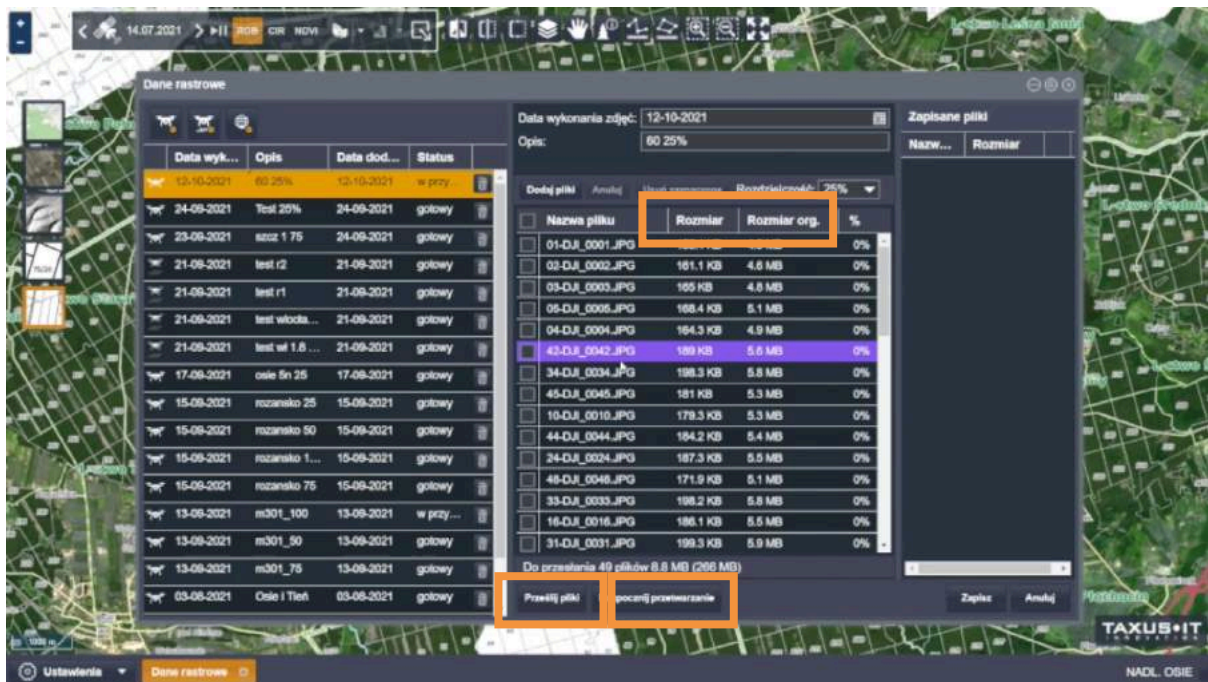 14.07.2021 RGB CIR NDVI
Dane rastrowe
Data wyk... Opis Data dod... Status
12-10-2021 60 25% 12-10-2021 w przy...
24-09-2021 Test 25% 24-09-2021 gotowy
23-09-2021 szcz 1 75 24-09-2021 gotowy
21-09-2021 test r2 21-09-2021 gotowy
21-09-2021 test r1 21-09-2021 gotowy
21-09-2021 test wlocla... 21-09-2021 gotowy
21-09-2021 test wł 1.8 ... 21-09-2021 gotowy
17-09-2021 osie 5n 25 17-09-2021 gotowy
15-09-2021 rozansko 25 15-09-2021 gotowy
15-09-2021 rozansko 50 15-09-2021 gotowy
15-09-2021 rozansko 1... 15-09-2021 gotowy
15-09-2021 rozansko 75 15-09-2021 gotowy
13-09-2021 m301_100 13-09-2021 w przy...
13-09-2021 m301_50 13-09-2021 gotowy
13-09-2021 m301_75 13-09-2021 gotowy
03-08-2021 Osie i Tleń 03-08-2021 gotowy
Data wykonania zdjęć: 12-10-2021
Opis: 60 25%
Dodaj pliki Anuluj Usuń zaznaczone Rozdzielczość: 25%
Nazwa pliku Rozmiar Rozmiar org. %
01-DJI_0001.JPG 0%
02-DJI_0002.JPG 161.1 KB 4.6 MB 0%
03-DJI_0003.JPG 165 KB 4.8 MB 0%
05-DJI_0005.JPG 168.4 KB 5.1 MB 0%
04-DJI_0004.JPG 164.3 KB 4.9 MB 0%
42-DJI_0042.JPG 189 KB 5.6 MB 0%
34-DJI_0034.JPG 198.3 KB 5.8 MB 0%
45-DJI_0045.JPG 181 KB 5.3 MB 0%
10-DJI_0010.JPG 179.3 KB 5.3 MB 0%
44-DJI_0044.JPG 184.2 KB 5.4 MB 0%
24-DJI_0024.JPG 187.3 KB 5.5 MB 0%
48-DJI_0048.JPG 171.9 KB 5.1 MB 0%
33-DJI_0033.JPG 198.2 KB 5.8 MB 0%
16-DJI_0016.JPG 186.1 KB 5.5 MB 0%
31-DJI_0031.JPG 199.3 KB 5.9 MB 0%
Do przesłania 49 plików 8.8 MB (266 MB)
Prześlij pliki pocznij przetwarzanie
Zapisane pliki
Nazw... Rozmiar
Zapisz Anuluj
TAXUS IT
Ustawienia Dane rastrowe NADL. OSIE